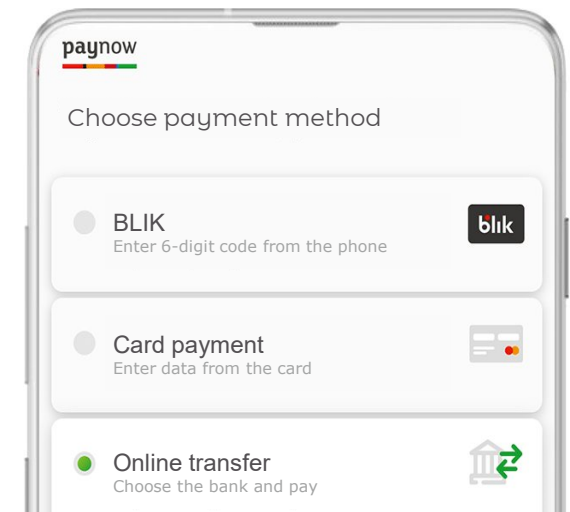 paynow
Choose payment method
BLIK
Enter 6-digit code from the phone
blik
Card payment
Enter data from the card
Online transfer
Choose the bank and pay